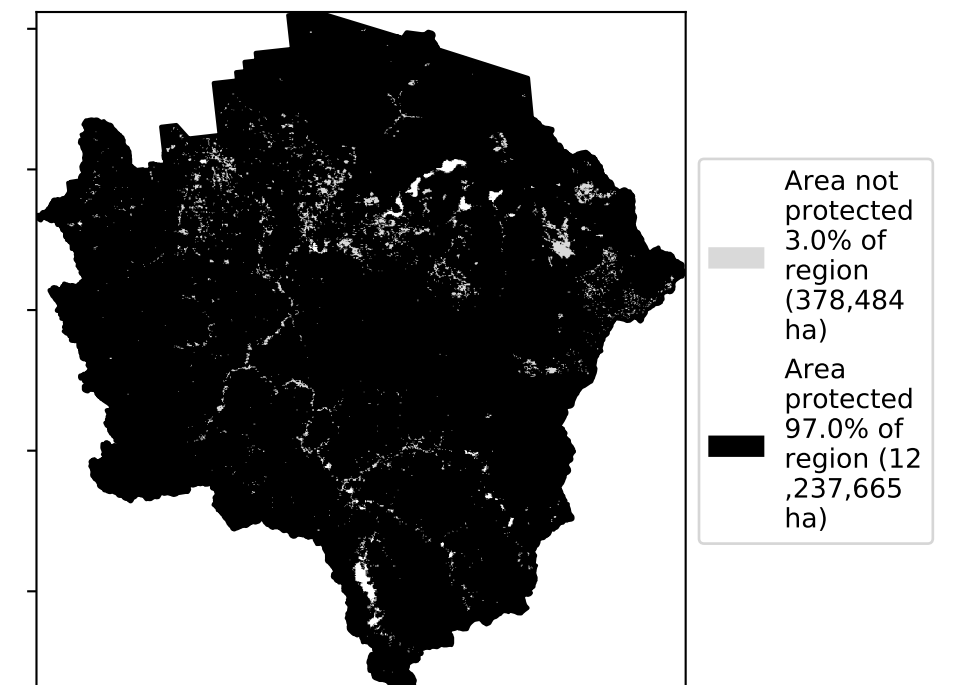 Area not
protected
3.0% of
region
(378,484
ha)
Area
protected
97.0% of
region (12
,237,665
ha)